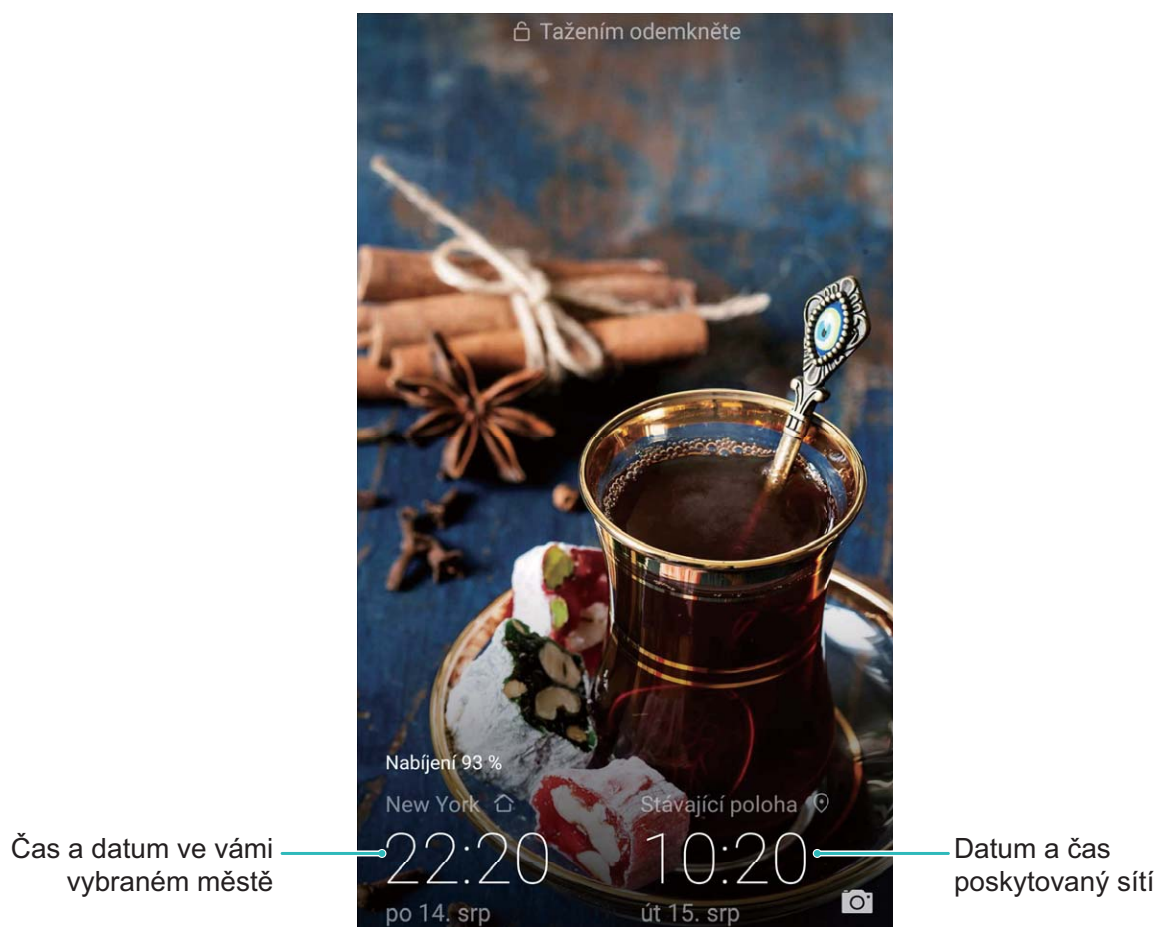 Tažením odemkněte
Nabíjení 93 %
New York
Stávající poloha
22:20
10:20
po 14. srp
út 15. srp
Čas a datum ve vámi
vybraném městě
Datum a čas
poskytovaný sítí